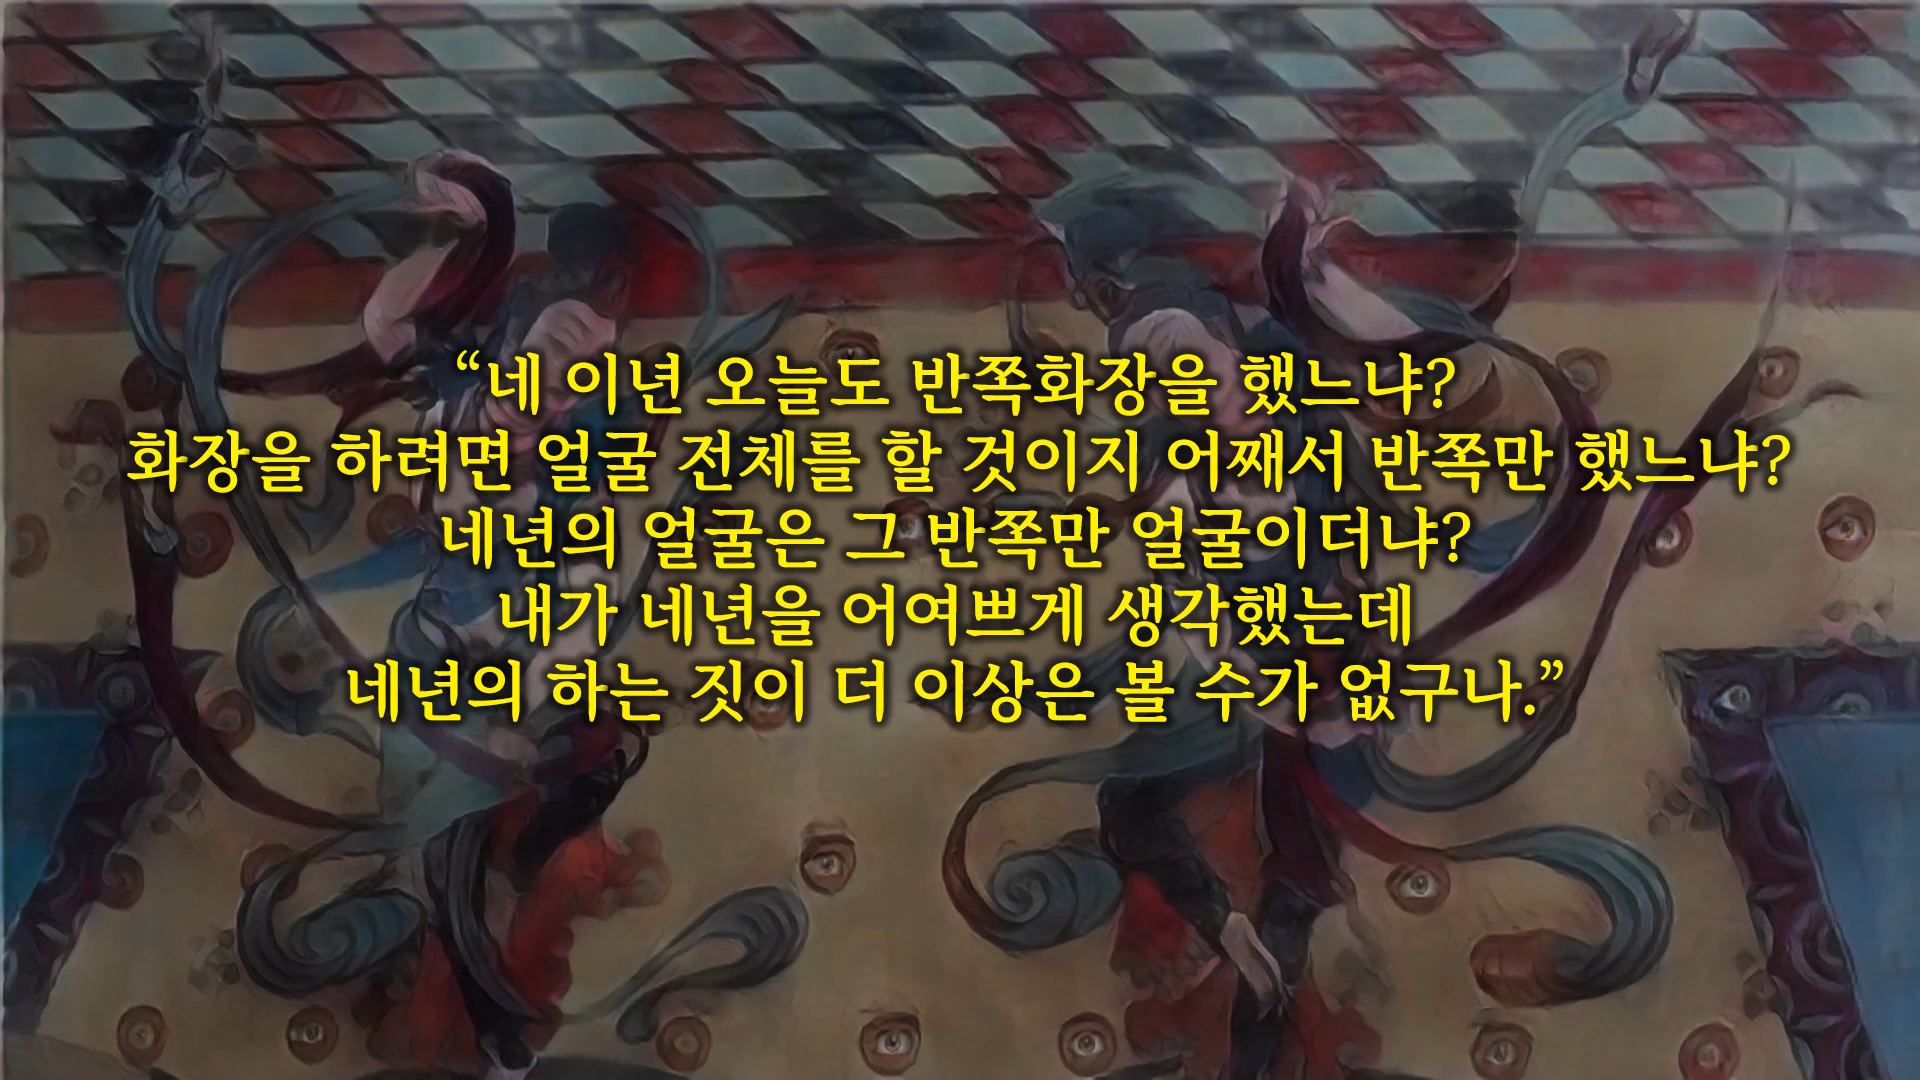 “네 이년 오늘도 반쪽화장을 했느냐?
화장을 하려면 얼굴 전체를 할 것이지 어째서 반쪽만 했느냐?
네년의 얼굴은 그 반쪽만 얼굴이더냐?
내가 네년을 어여쁘게 생각했는데
네년의 하는 짓이 더 이상은 볼 수가 없구나.”